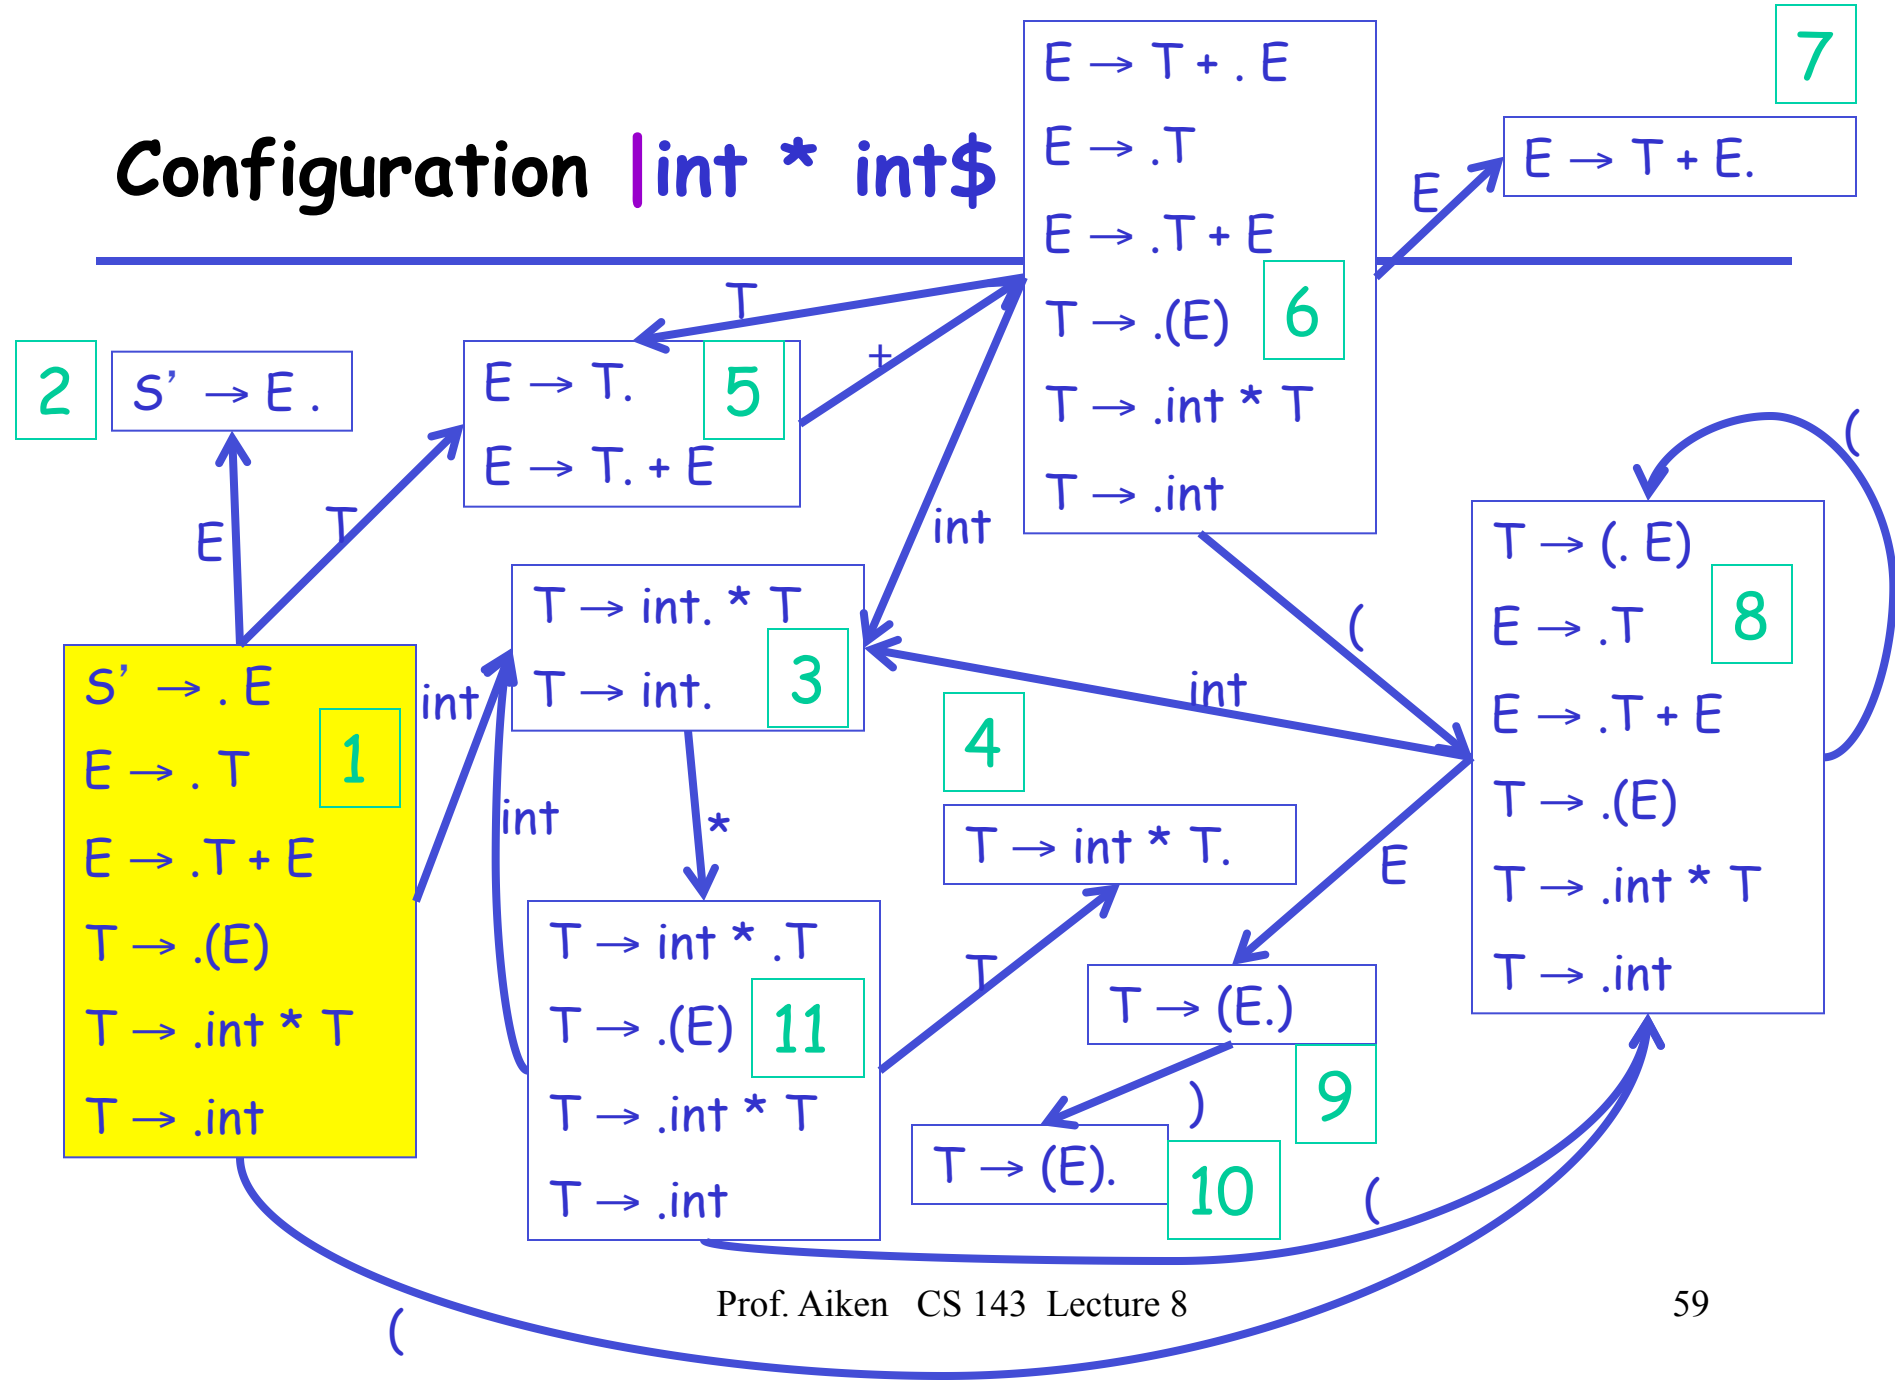 Configuration |int * int$
E → T + . E
E → .T
E → .T + E
T → .(E)
T → .int * T
T → .int
6
7
E → T + E.
E
2
S’ → E .
E → T.
E → T. + E
5
T
+
E
T
int
T → int. * T
T → int.
3
int
int
*
S’ → . E
E → . T
E → .T + E
T → .(E)
T → .int * T
T → .int
1
T → int * .T
T → .(E)
T → .int * T
T → .int
11
T
4
T → int * T.
int
(
(
T → (. E)
E → .T
E → .T + E
T → .(E)
T → .int * T
T → .int
8
E
T → (E.)
9
)
T → (E).
10
(
(
Prof. Aiken CS 143 Lecture 8
59